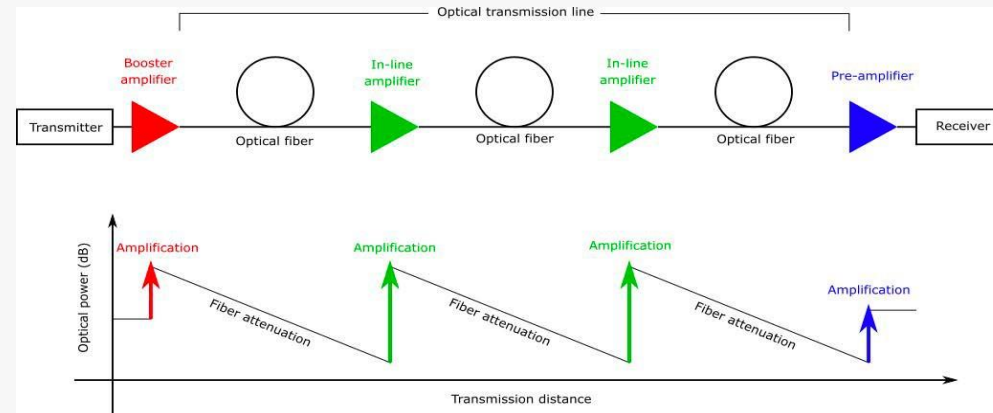 Optical transmission line
Booster
amplifier
In-line
amplifier
In-line
amplifier
Pre-amplifier
Transmitter
Optical fiber
Optical fiber
Optical fiber
Receiver
Optical power (dB)
Amplification
Amplification
Amplification
Amplification
Fiber attenuation
Fiber attenuation
Fiber attenuation
Transmission distance